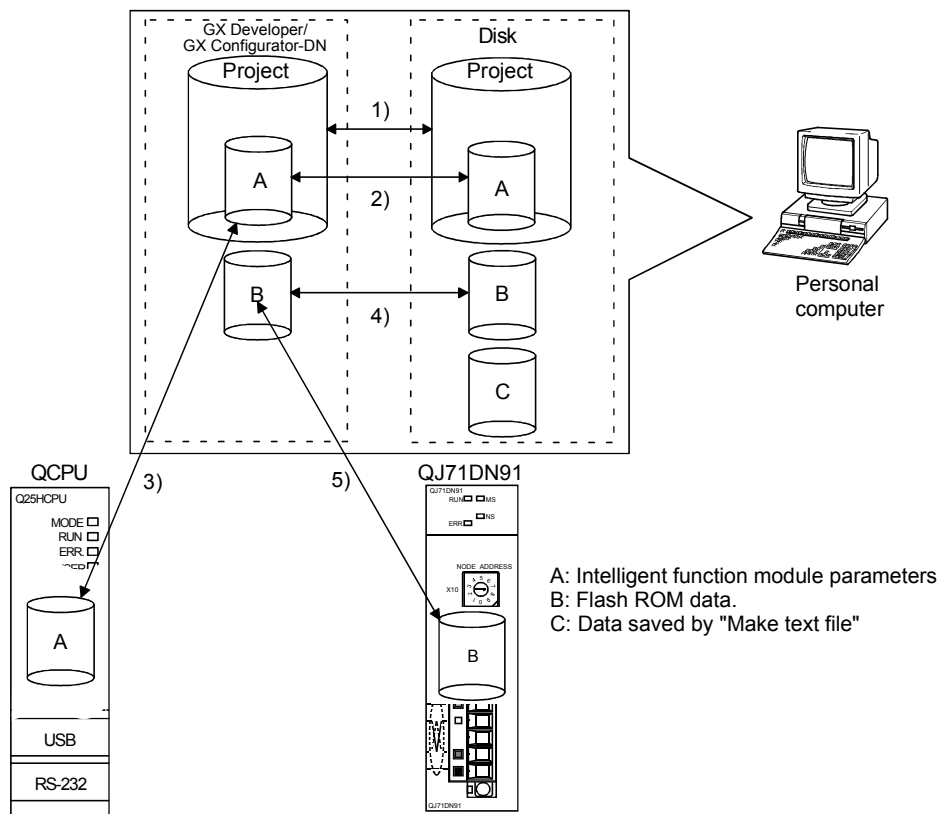 GX Developer/
GX Configurator-DN
Project
Disk
Project
1)
A
2)
A
B
4)
B
C
Personal
computer
3)
5)
QCPU
Q25HCPU
MODE
RUN
ERR.
A
USB
RS-232
QJ71DN91
QJ71DN91
RUN MS
NS
ERR
NODE ADDRESS
X10
B
QJ71DN91
A: Intelligent function module parameters
B: Flash ROM data.
C: Data saved by "Make text file"